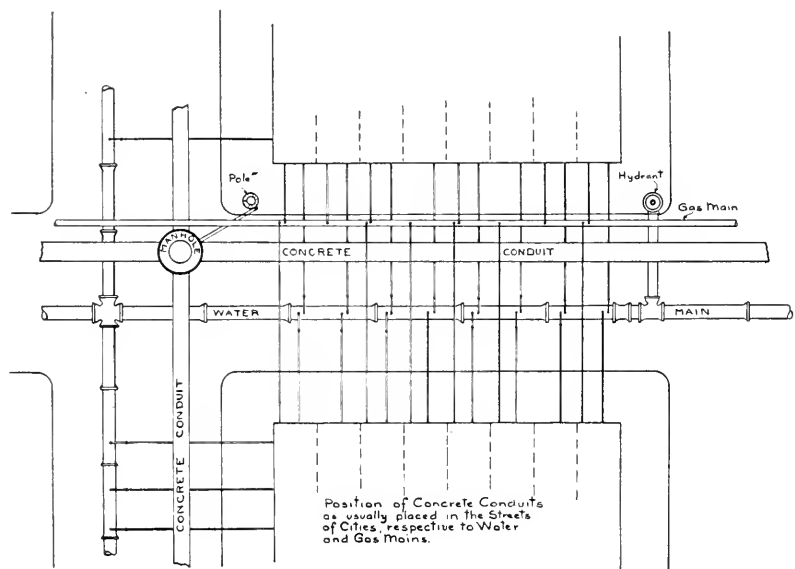 Pole
Hydrant
Gas Main
MANHOLE
CONCRETE CONDUIT
WATER MAIN
CONCRETE CONDUIT
Position of Concrete Conduits
as usually placed in the Streets
of Cities, respective to Water
and Gas Mains.